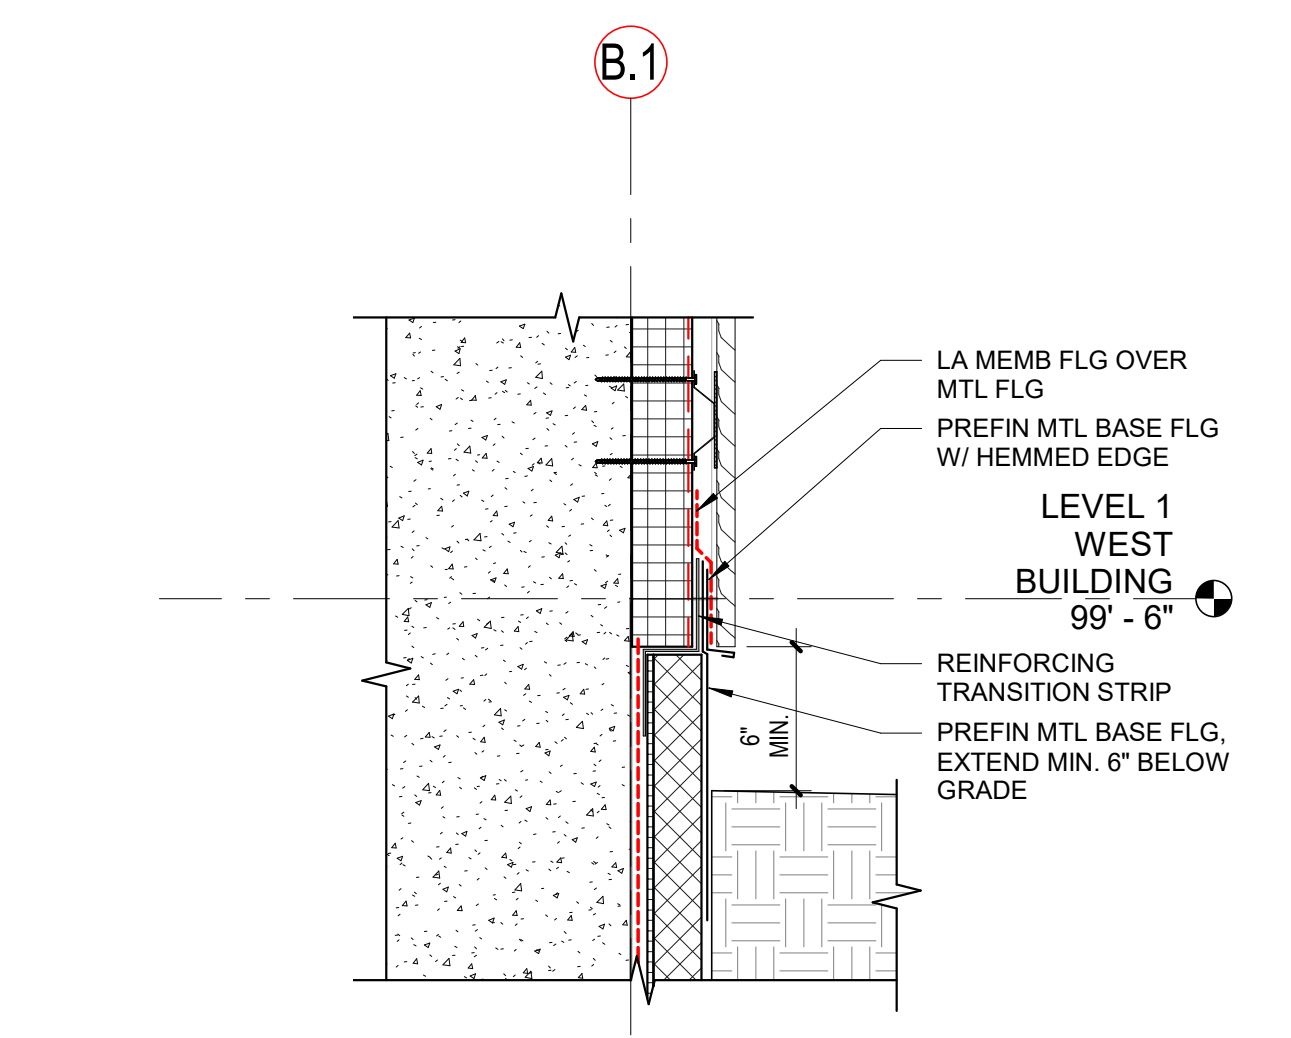 B.1
LA MEMB FLG OVER
MTL FLG
PREFIN MTL BASE FLG
W/ HEMMED EDGE
LEVEL 1
WEST
BUILDING
99' - 6"
REINFORCING
TRANSITION STRIP
PREFIN MTL BASE FLG,
EXTEND MIN. 6" BELOW
GRADE
6"
MIN.